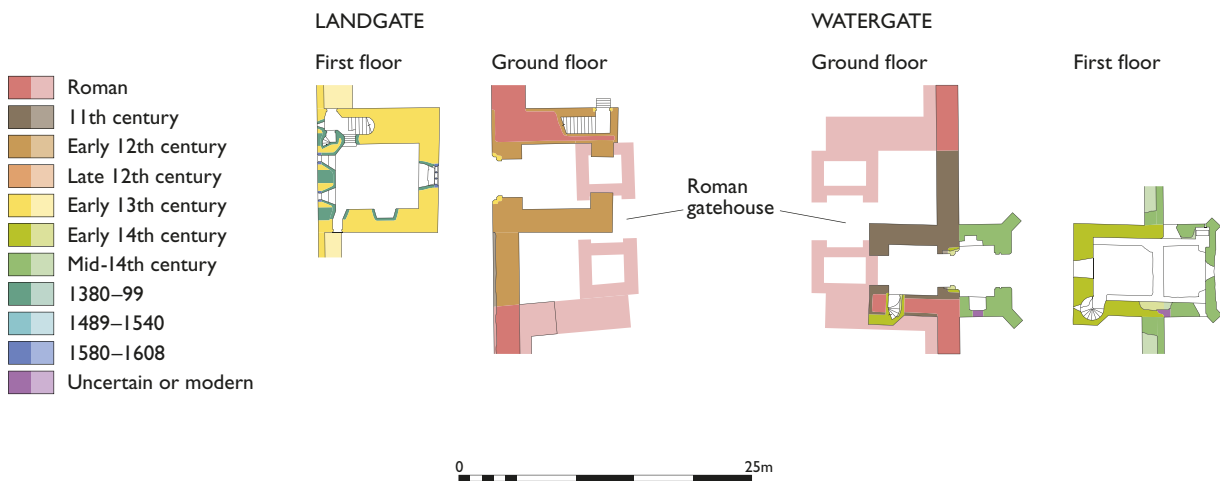 LANDGATE
WATERGATE
First floor
Ground floor
Ground floor
First floor
Roman
11th century
Early 12th century
Late 12th century
Early 13th century
Early 14th century
Mid-14th century
1380–99
1489–1540
1580–1608
Uncertain or modern
Roman
gatehouse
0
25m